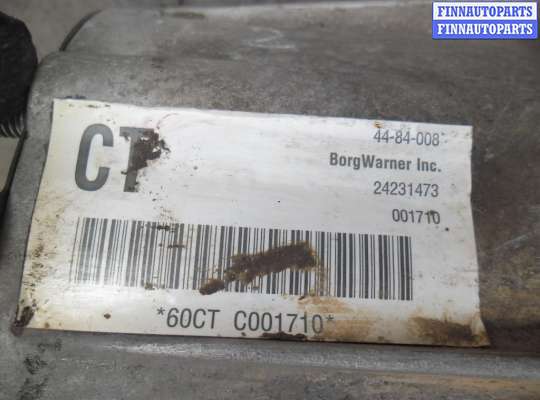 FINNAUTOPARTS
FINNAUTOPARTS
CT
44-84-008
BorgWarner Inc.
24231473
001710
*60CT C001710*